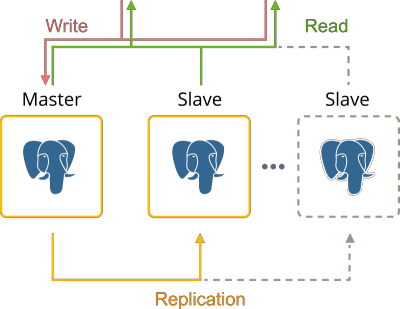 Write
Read
Master
Slave
Slave
Replication